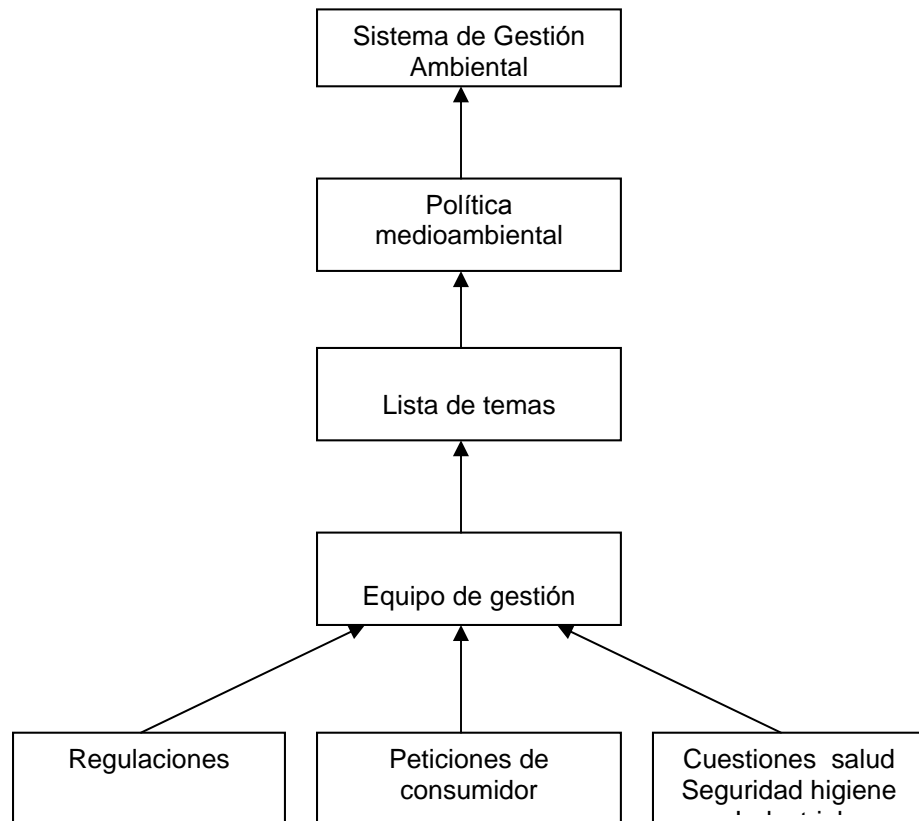 Sistema de Gestión
Ambiental
Política
medioambiental
Lista de temas
Equipo de gestión
Regulaciones
Peticiones de
consumidor
Cuestiones salud
Seguridad higiene